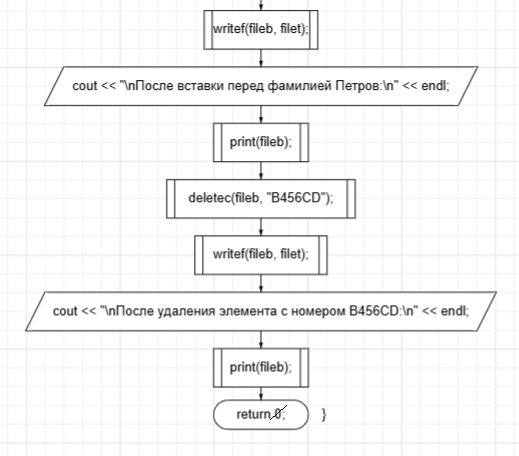 writef(fileb, filet);
cout << "\nПосле вставки перед фамилией Петров:\n" << endl;
print(fileb);
deletec(fileb, "B456CD");
writef(fileb, filet);
cout << "\nПосле удаления элемента с номером B456CD:\n" << endl;
print(fileb);
return 0; }